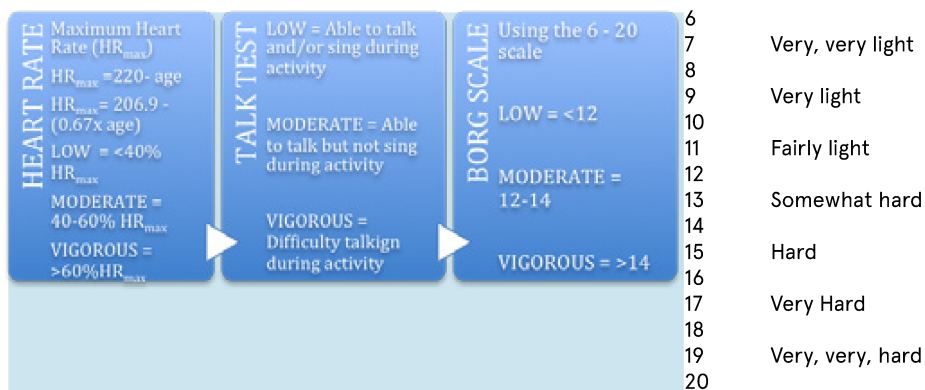 HEART RATE
Maximum Heart
Rate (HRmax)
HRmax =220- age
HRmax= 206.9 -
(0.67x age)
LOW = <40%
HRmax
MODERATE =
40-60% HRmax
VIGOROUS =
>60%HRmax
TALK TEST
LOW = Able to talk
and/or sing during
activity
MODERATE = Able
to talk but not sing
during activity
VIGOROUS =
Difficulty talkign
during activity
BORG SCALE
Using the 6 - 20
scale
LOW = <12
MODERATE =
12-14
VIGOROUS = >14
6
7 Very, very light
8
9 Very light
10
11 Fairly light
12
13 Somewhat hard
14
15 Hard
16
17 Very Hard
18
19 Very, very, hard
20